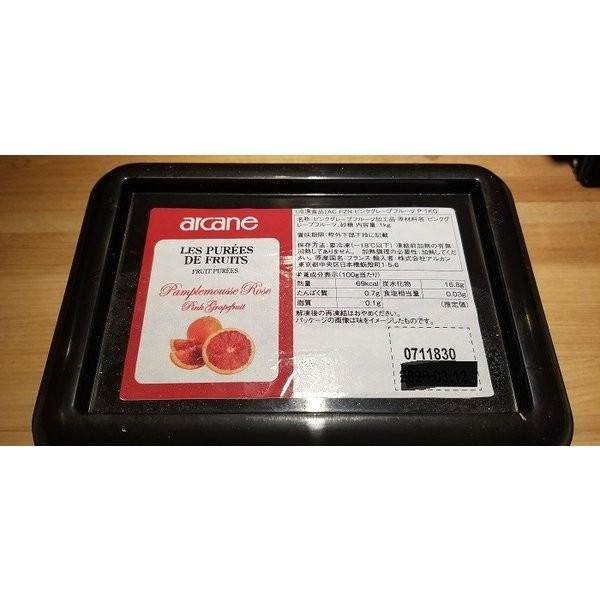 arcane
LES PURÉES
DE FRUITS
FRUIT PUREES
Pamplemousse Rose
Pink Grapefruit
(冷凍食品)AC FZN ピンクグレープフルーツ P 1KG
名称:ピンクグレープフルーツ加工品 原材料名:ピンクグ
レープフルーツ、砂糖 内容量:1kg
賞味期限:枠外下部下段に記載
保存方法:要冷凍(-18℃以下) 凍結前加熱の有無
:加熱してありません。 加熱調理の必要性:加熱してくだ
さい。 原産国名:フランス 輸入者:株式会社アルカン
東京都中央区日本橋蛎殻町1-5-6
栄養成分表示(100g当たり)
熱量 69kcal 炭水化物 16.8g
たんぱく質 0.7g 食塩相当量 0.03g
脂質 0.1g (推定値)
解凍後の再凍結はおやめください。
パッケージの画像は味をイメージしたものです。
0711830